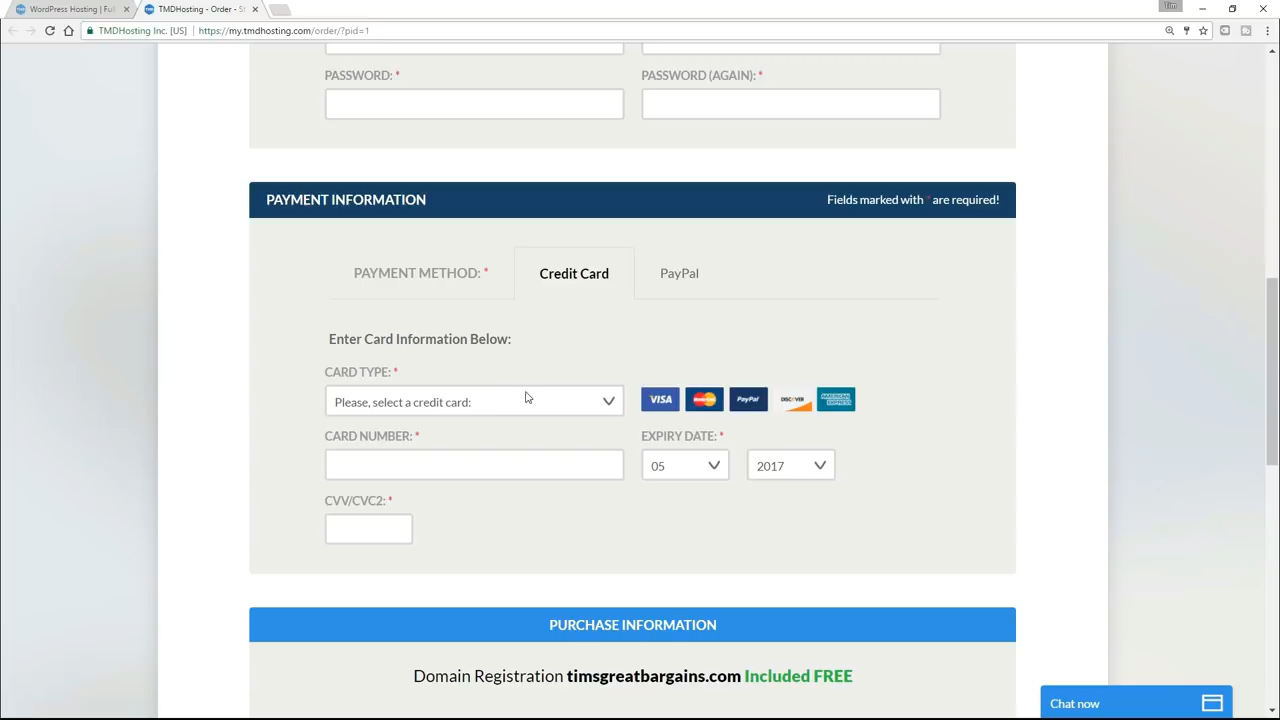 WordPress Hosting | Ful
TMDHosting - Order - S
Tim
TMDHosting Inc. [US] https://my.tmdhosting.com/order/?pid=1
PASSWORD: * PASSWORD (AGAIN): *
PAYMENT INFORMATION Fields marked with * are required!
PAYMENT METHOD: * Credit Card PayPal
Enter Card Information Below:
CARD TYPE: *
Please, select a credit card: VISA MasterCard PayPal DISCOVER AMERICAN EXPRESS
CARD NUMBER: * EXPIRY DATE: *
05 2017
CVV/CVC2: *
PURCHASE INFORMATION
Domain Registration timsgreatbargains.com Included FREE
Chat now